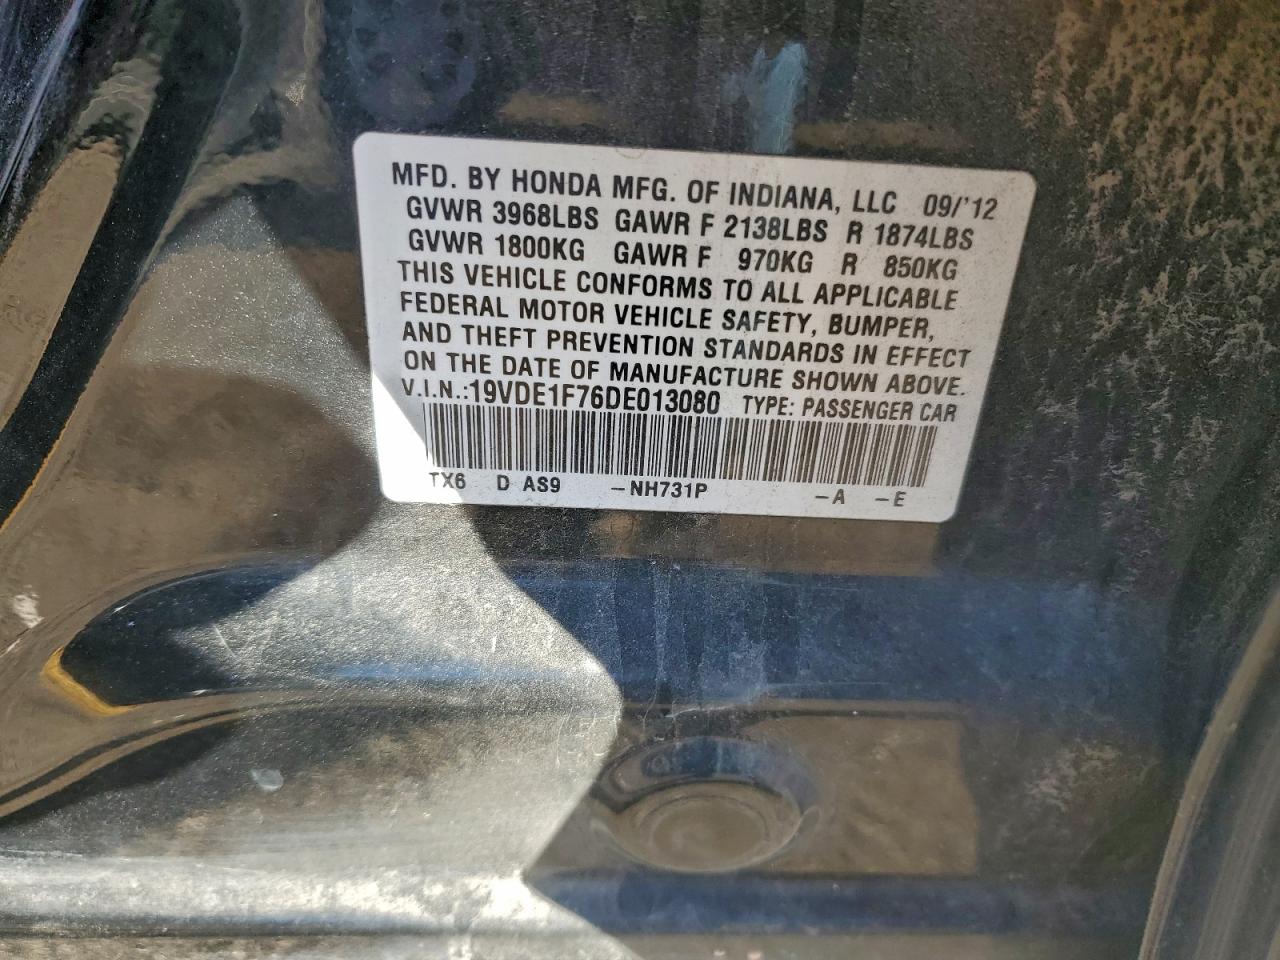 MFD. BY HONDA MFG. OF INDIANA, LLC 09/'12
GVWR 3968LBS GAWR F 2138LBS R 1874LBS
GVWR 1800KG GAWR F 970KG R 850KG
THIS VEHICLE CONFORMS TO ALL APPLICABLE
FEDERAL MOTOR VEHICLE SAFETY, BUMPER,
AND THEFT PREVENTION STANDARDS IN EFFECT
ON THE DATE OF MANUFACTURE SHOWN ABOVE.
V.I.N.:19VDE1F76DE013080 TYPE: PASSENGER CAR
TX6 D AS9 –NH731P –A –E